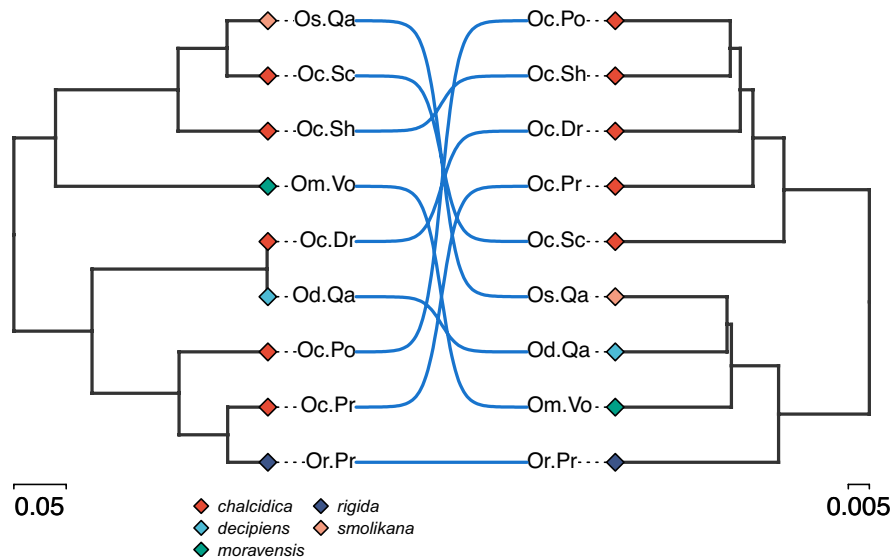 Os.Qa Oc.Po
Oc.Sc Oc.Sh
Oc.Sh Oc.Dr
Om.Vo Oc.Pr
Oc.Dr Oc.Sc
Od.Qa Os.Qa
Oc.Po Od.Qa
Oc.Pr Om.Vo
Or.Pr Or.Pr
0.05 0.005
chalcidica rigida
decipiens smolikana
moravensis